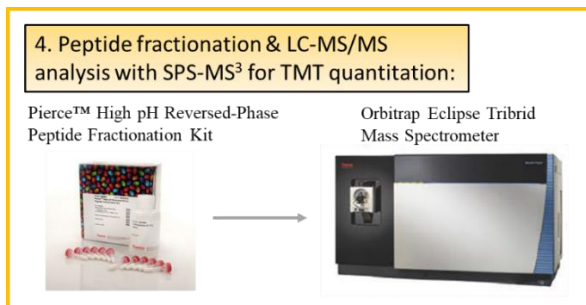 4. Peptide fractionation & LC-MS/MS
analysis with SPS-MS³ for TMT quantitation:
Pierce™ High pH Reversed-Phase
Peptide Fractionation Kit
Orbitrap Eclipse Tribrid
Mass Spectrometer